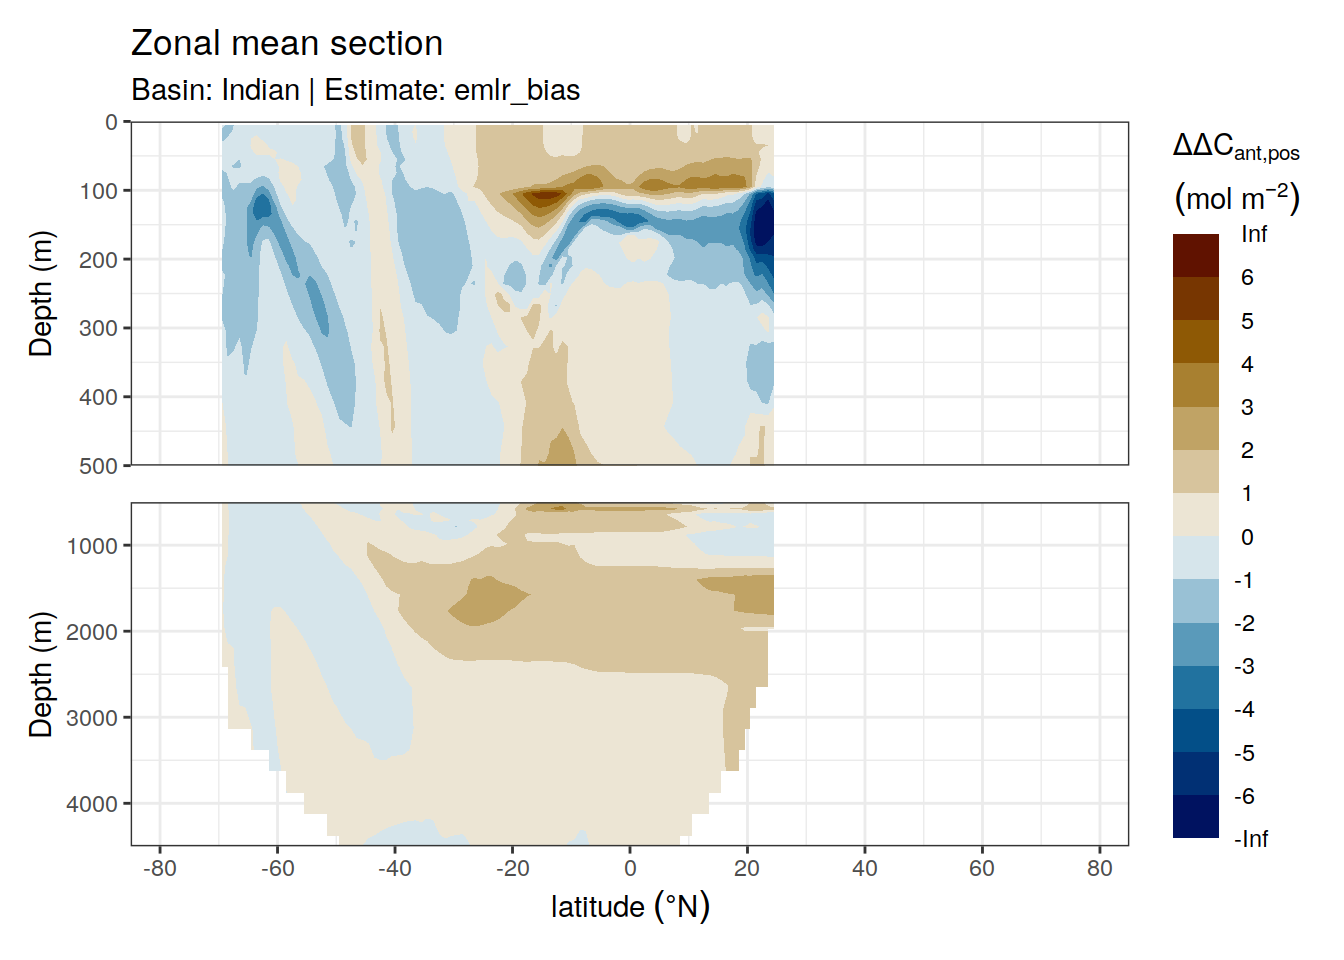 Zonal mean section
Basin: Indian | Estimate: emlr_bias
0
100
200
300
400
500
Depth (m)
1000
2000
3000
4000
Depth (m)
-80 -60 -40 -20 0 20 40 60 80
latitude (°N)
ΔΔCant,pos
(mol m−2)
Inf
6
5
4
3
2
1
0
-1
-2
-3
-4
-5
-6
-Inf